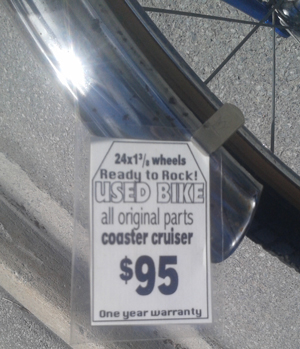 24x1³/₈ wheels
Ready to Rock!
USED BIKE
all original parts
coaster cruiser
$95
One year warranty